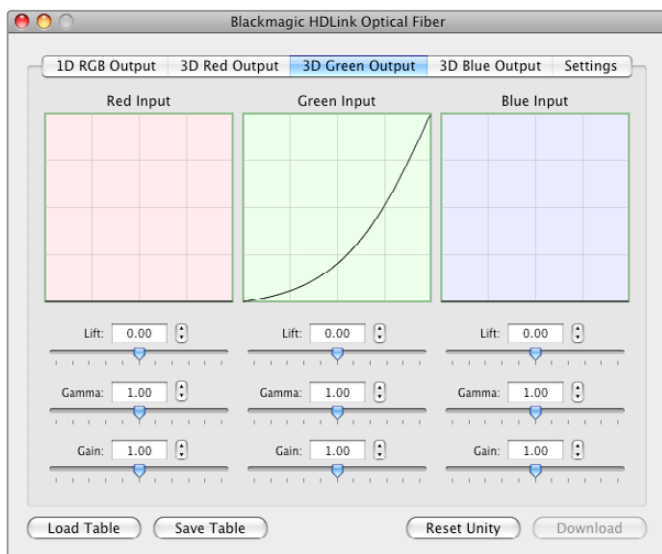 Blackmagic HDLink Optical Fiber
1D RGB Output 3D Red Output 3D Green Output 3D Blue Output Settings
Red Input Green Input Blue Input
Lift: 0.00 Lift: 0.00 Lift: 0.00
Gamma: 1.00 Gamma: 1.00 Gamma: 1.00
Gain: 1.00 Gain: 1.00 Gain: 1.00
Load Table Save Table Reset Unity Download